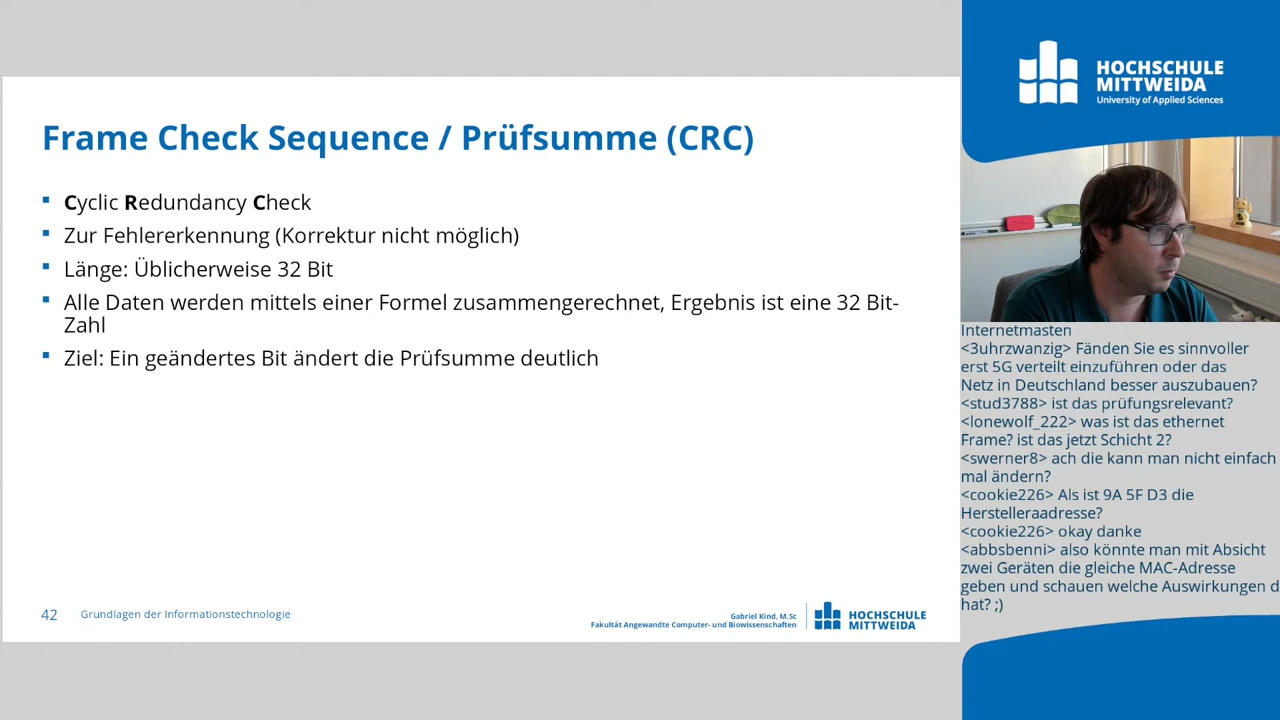 Frame Check Sequence / Prüfsumme (CRC)
Cyclic Redundancy Check
Zur Fehlererkennung (Korrektur nicht möglich)
Länge: Üblicherweise 32 Bit
Alle Daten werden mittels einer Formel zusammengerechnet, Ergebnis ist eine 32 Bit-
Zahl
Ziel: Ein geändertes Bit ändert die Prüfsumme deutlich
42
Grundlagen der Informationstechnologie
Gabriel Kind, M.Sc
Fakultät Angewandte Computer- und Biowissenschaften
HOCHSCHULE
MITTWEIDA
HOCHSCHULE
MITTWEIDA
University of Applied Sciences
Internetmasten
<3uhrzwanzig> Fänden Sie es sinnvoller
erst 5G verteilt einzuführen oder das
Netz in Deutschland besser auszubauen?
<stud3788> ist das prüfungsrelevant?
<lonewolf_222> was ist das ethernet
Frame? ist das jetzt Schicht 2?
<swerner8> ach die kann man nicht einfach
mal ändern?
<cookie226> Als ist 9A 5F D3 die
Herstelleraadresse?
<cookie226> okay danke
<abbsbenni> also könnte man mit Absicht
zwei Geräten die gleiche MAC-Adresse
geben und schauen welche Auswirkungen d
hat? ;)